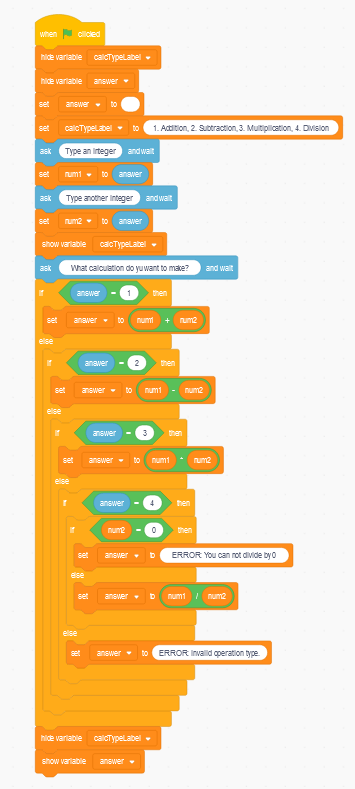 when clicked
hide variable calcTypeLabel
hide variable answer
set answer to
set calcTypeLabel to 1. Addition, 2. Subtraction, 3. Multiplication, 4. Division
ask Type an integer and wait
set num1 to answer
ask Type another integer and wait
set num2 to answer
show variable calcTypeLabel
ask What calculation do yu want to make? and wait
if answer = 1 then
set answer to num1 + num2
else
if answer = 2 then
set answer to num1 - num2
else
if answer = 3 then
set answer to num1 * num2
else
if answer = 4 then
if num2 = 0 then
set answer to ERROR: You can not divide by 0
else
set answer to num1 / num2
else
set answer to ERROR: Invalid operation type.
hide variable calcTypeLabel
show variable answer